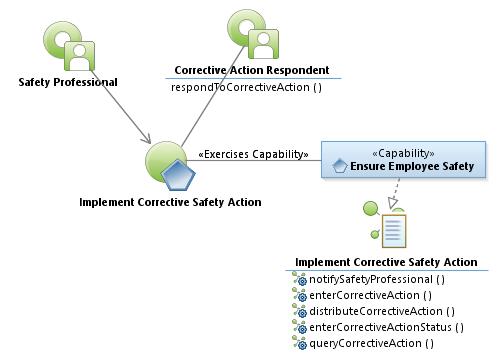 Safety Professional
Corrective Action Respondent
respondToCorrectiveAction ( )
«Exercises Capability»
Implement Corrective Safety Action
«Capability»
Ensure Employee Safety
Implement Corrective Safety Action
notifySafetyProfessional ( )
enterCorrectiveAction ( )
distributeCorrectiveAction ( )
enterCorrectiveActionStatus ( )
queryCorrectiveAction ( )